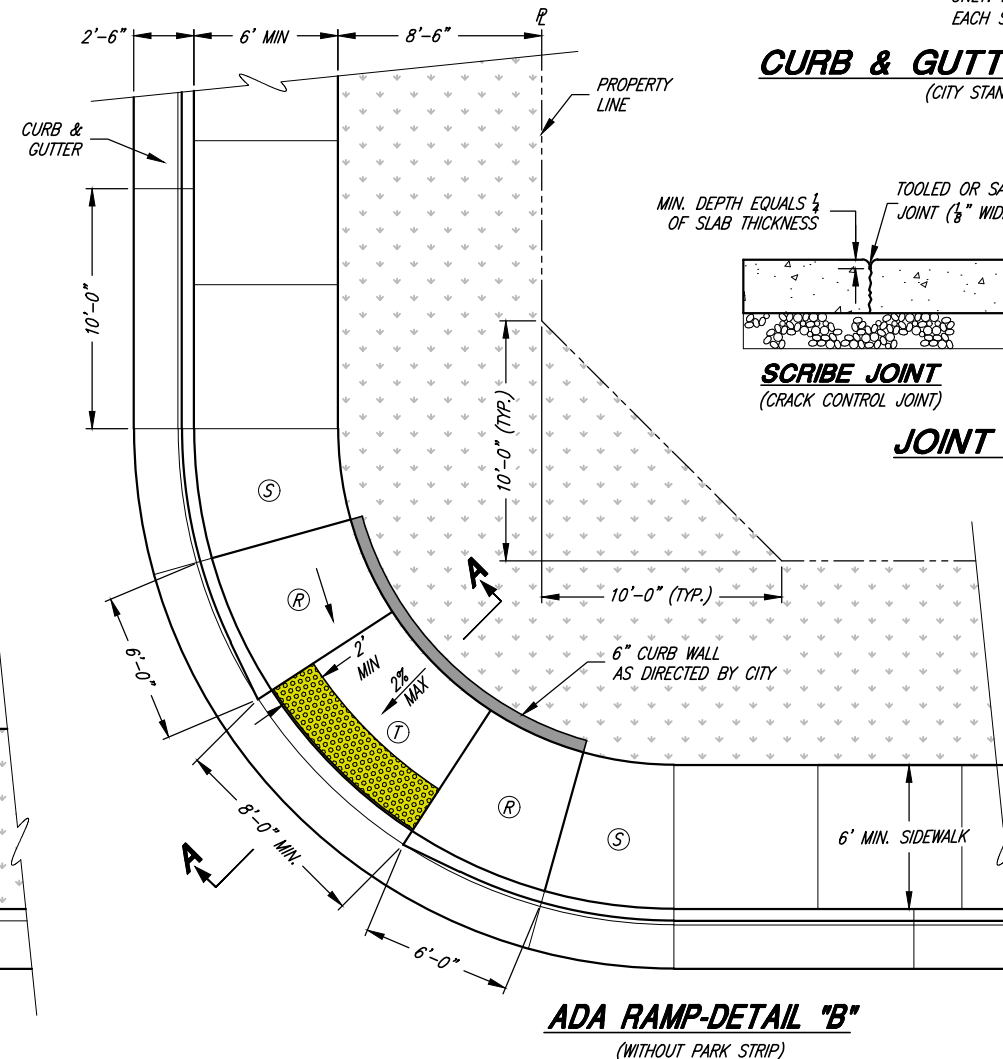 EACH S
CURB & GUTT
(CITY STAN
2'-6"
6' MIN
8'-6"
PL
PROPERTY
LINE
CURB &
GUTTER
MIN. DEPTH EQUALS 1/4
OF SLAB THICKNESS
TOOLED OR SA
JOINT (1/8" WID
10'-0"
SCRIBE JOINT
(CRACK CONTROL JOINT)
JOINT
10'-0" (TYP.)
S
A
10'-0" (TYP.)
R
6" CURB WALL
AS DIRECTED BY CITY
6'-0"
2'
MIN
2%
MAX
T
R
8'-0" MIN.
S
6' MIN. SIDEWALK
A
6'-0"
ADA RAMP-DETAIL "B"
(WITHOUT PARK STRIP)